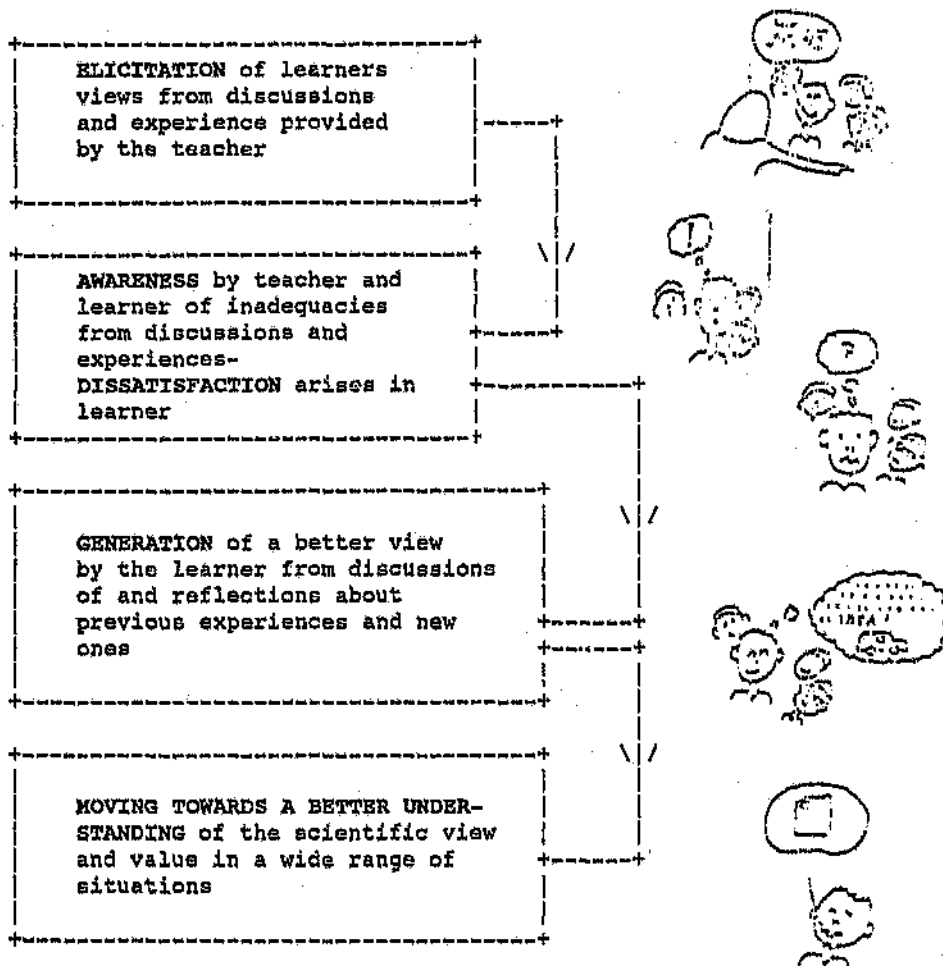 ELICITATION of learners
views from discussions
and experience provided
by the teacher
AWARENESS by teacher and
learner of inadequacies
from discussions and
experiences-
DISSATISFACTION arises in
learner
?
GENERATION of a better view
by the learner from discussions
of and reflections about
previous experiences and new
ones
MOVING TOWARDS A BETTER UNDER-
STANDING of the scientific view
and value in a wide range of
situations